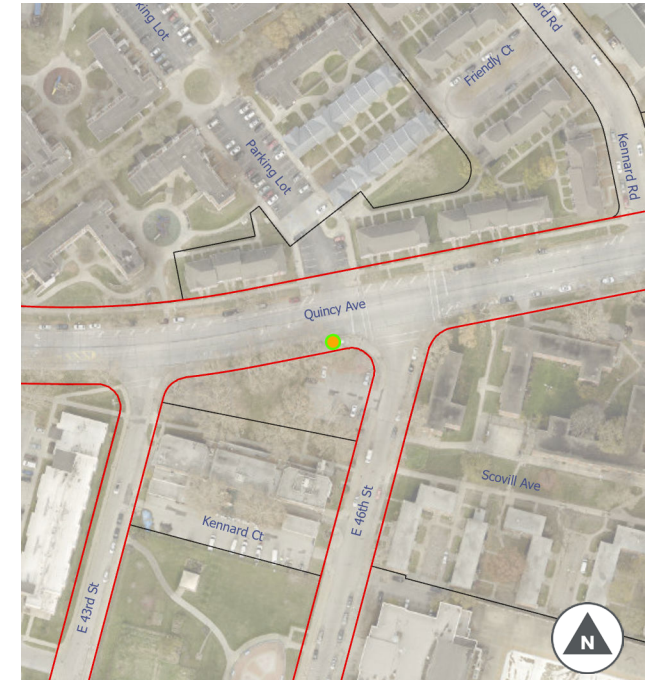 Parking Lot
ard Rd
Friendly Ct
Parking Lot
Kennard Rd
Quincy Ave
Scovill Ave
E 46th St
Kennard Ct
E 43rd St
N